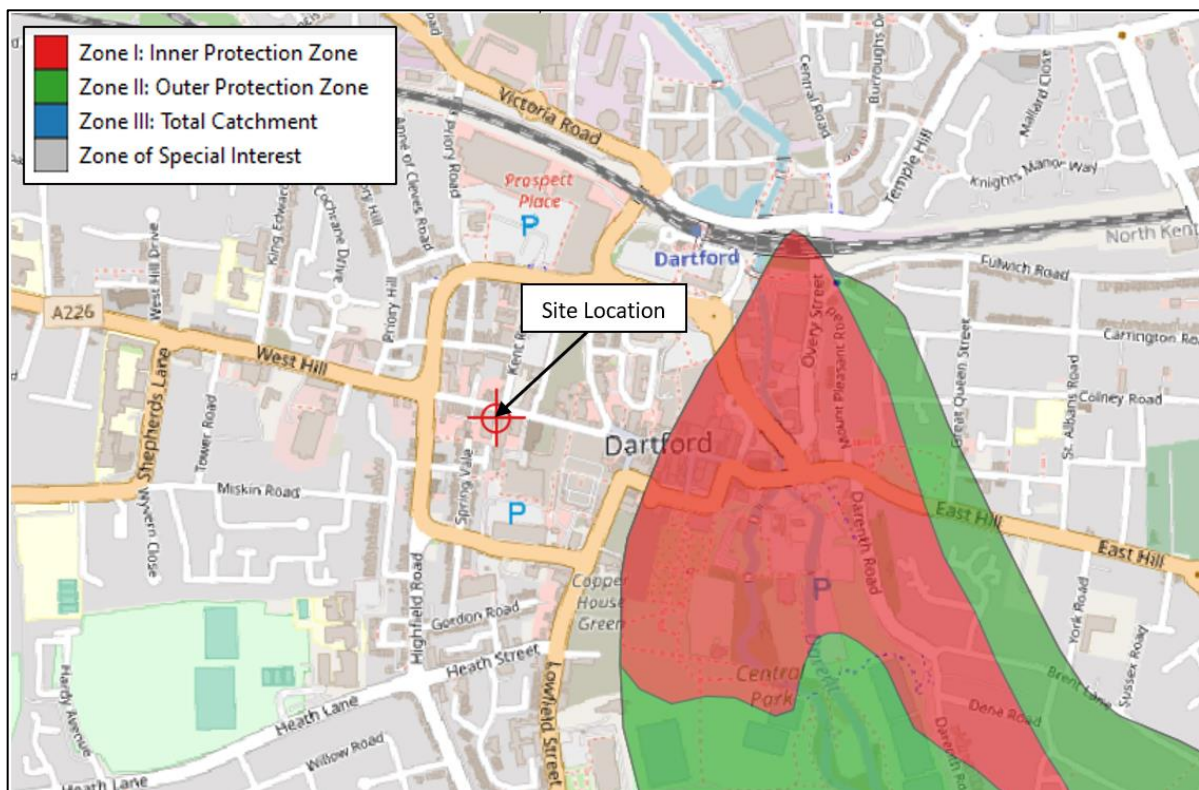 Zone I: Inner Protection Zone
Zone II: Outer Protection Zone
Zone III: Total Catchment
Zone of Special Interest
Road
Victoria Road
Central Road
Burroughs Dr
Temple Hill
Mallard Close
Knights Manor Way
North Kent
Anne of Cleves Road
Priory Road
Prospect
Place
P
King Edward
Cochrane Drive
West Hill Drive
Priory Hill
Dartford
Fulwich Road
Site Location
A226
West Hill
Kent R
Overy Street
Mount Pleasant Road
Great Queen Street
Carrington Roa
St. Albans Road
Colney Road
Shepherds Lane
Tower Road
Dartford
Spring Vale
Miskin Road
P
Wyvern Close
East Hill
East Hill
Darenth Road
Copper
House
Green
P
Highfield Road
Gordon Road
Heath Street
Lowfield Street
Central
Park
Darent
York Road
Sussex Road
Brent Lane
Dene Road
Hardy Avenue
Heath Lane
Willow Road
Heath Lane
Darenth Road